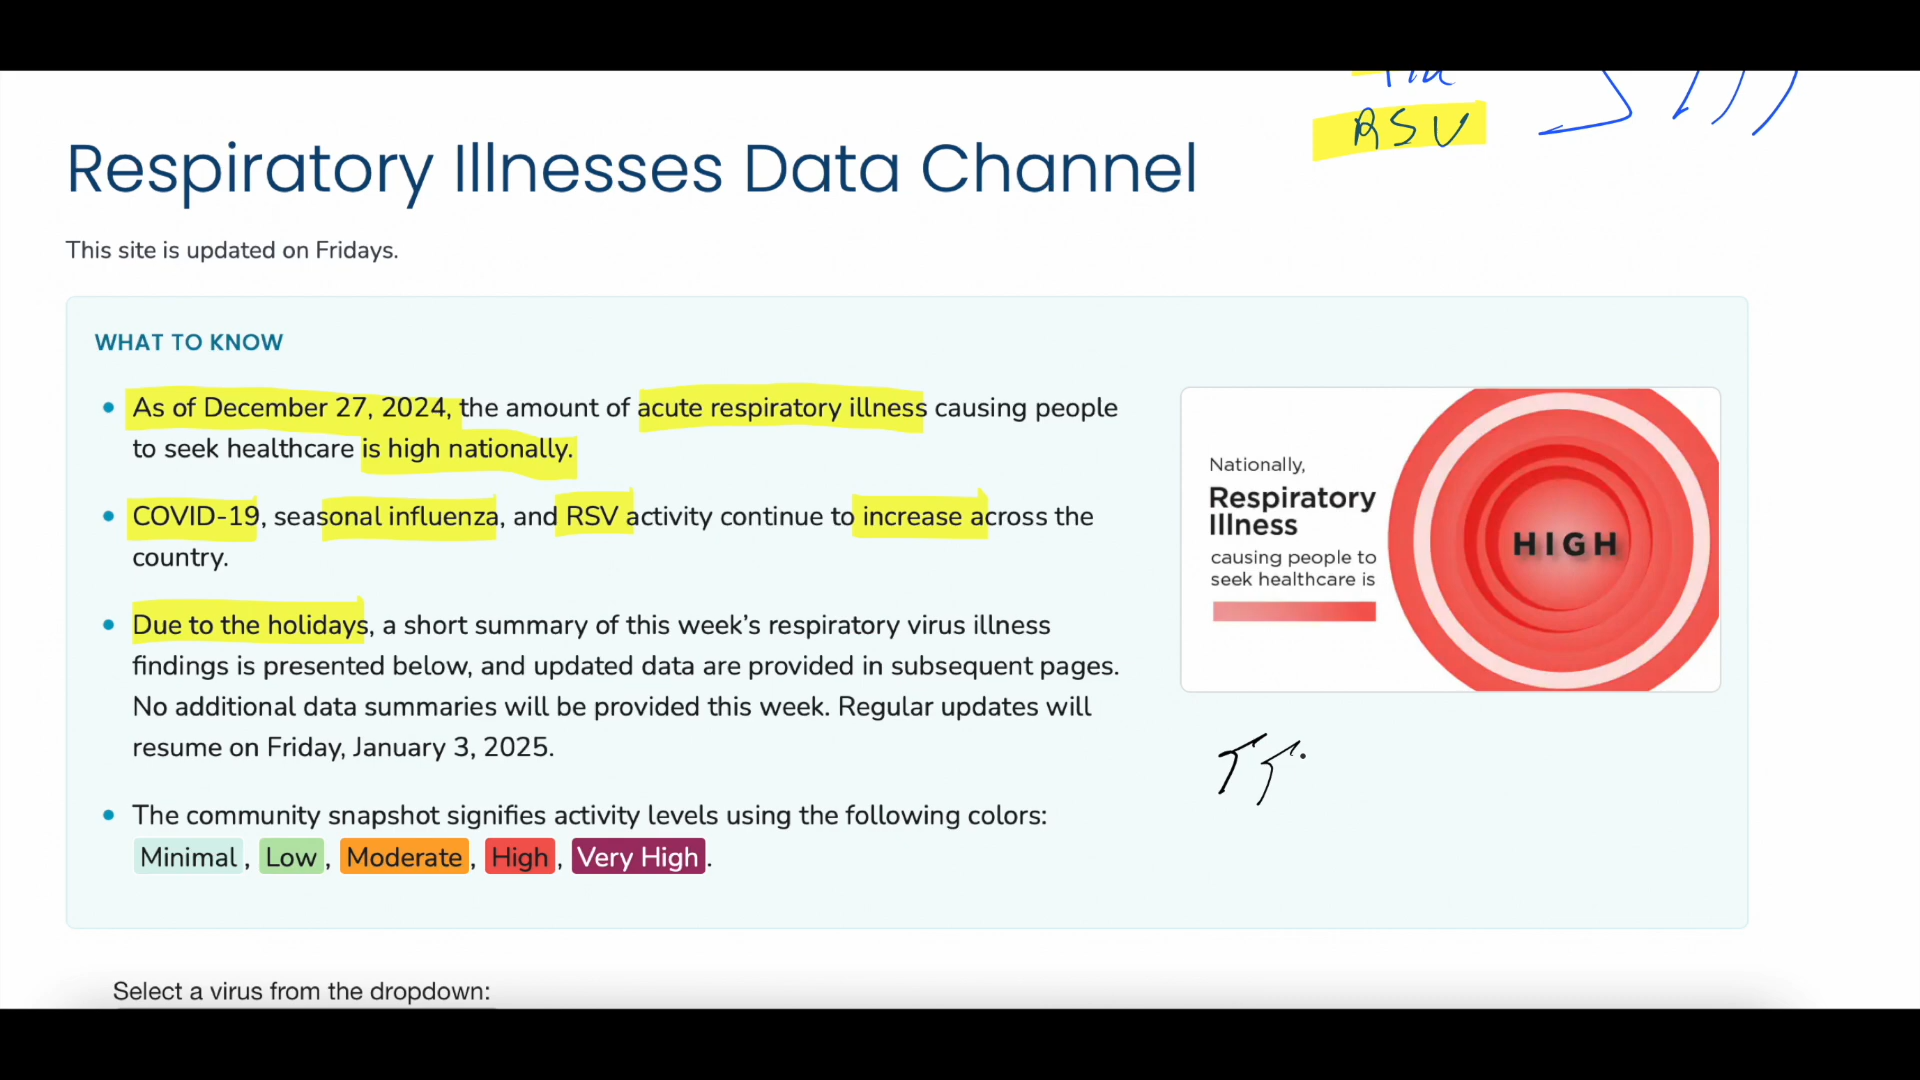 RSV
Respiratory Illnesses Data Channel
This site is updated on Fridays.
WHAT TO KNOW
• As of December 27, 2024, the amount of acute respiratory illness causing people
to seek healthcare is high nationally.
• COVID-19, seasonal influenza, and RSV activity continue to increase across the
country.
• Due to the holidays, a short summary of this week’s respiratory virus illness
findings is presented below, and updated data are provided in subsequent pages.
No additional data summaries will be provided this week. Regular updates will
resume on Friday, January 3, 2025.
• The community snapshot signifies activity levels using the following colors:
Minimal, Low, Moderate, High, Very High.
Nationally,
Respiratory
Illness
causing people to
seek healthcare is
HIGH
Select a virus from the dropdown: